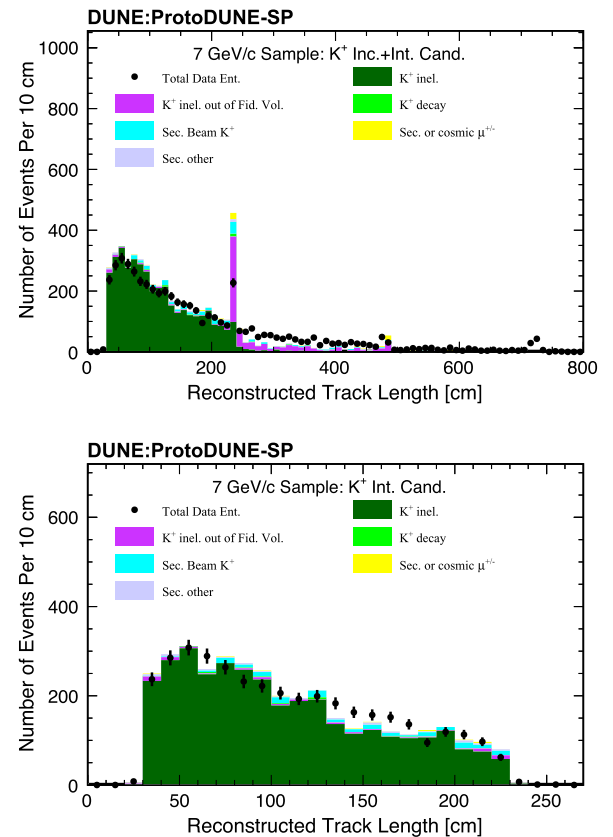 DUNE:ProtoDUNE-SP
7 GeV/c Sample: K⁺ Inc.+Int. Cand.
Total Data Ent.
K⁺ inel.
K⁺ inel. out of Fid. Vol.
K⁺ decay
Sec. Beam K⁺
Sec. or cosmic μ⁺/⁻
Sec. other
Number of Events Per 10 cm
1000
800
600
400
200
0
0
200
400
600
800
Reconstructed Track Length [cm]
DUNE:ProtoDUNE-SP
7 GeV/c Sample: K⁺ Int. Cand.
Total Data Ent.
K⁺ inel.
K⁺ inel. out of Fid. Vol.
K⁺ decay
Sec. Beam K⁺
Sec. or cosmic μ⁺/⁻
Sec. other
Number of Events Per 10 cm
600
400
200
0
0
50
100
150
200
250
Reconstructed Track Length [cm]